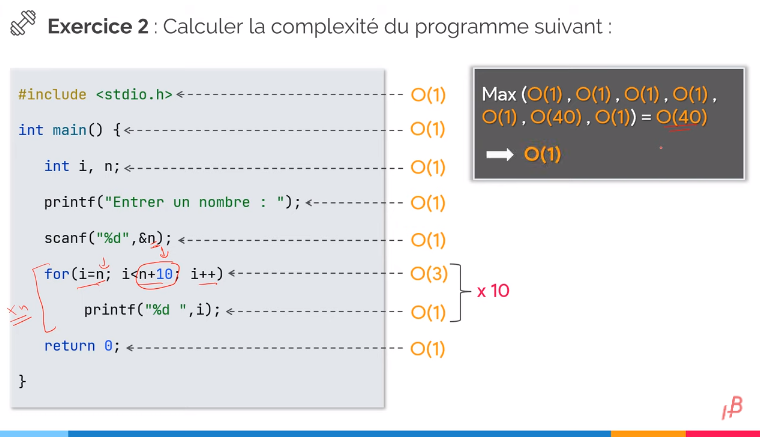 Exercice 2 : Calculer la complexité du programme suivant :
#include <stdio.h> O(1)
int main() { O(1)
int i, n; O(1)
printf("Entrer un nombre : "); O(1)
scanf("%d",&n); O(1)
for(i=n; i<n+10; i++) O(3)
printf("%d ",i); O(1)
x 10
xn
return 0; O(1)
}
Max (O(1) , O(1) , O(1) , O(1) ,
O(1) , O(40) , O(1)) = O(40)
O(1)